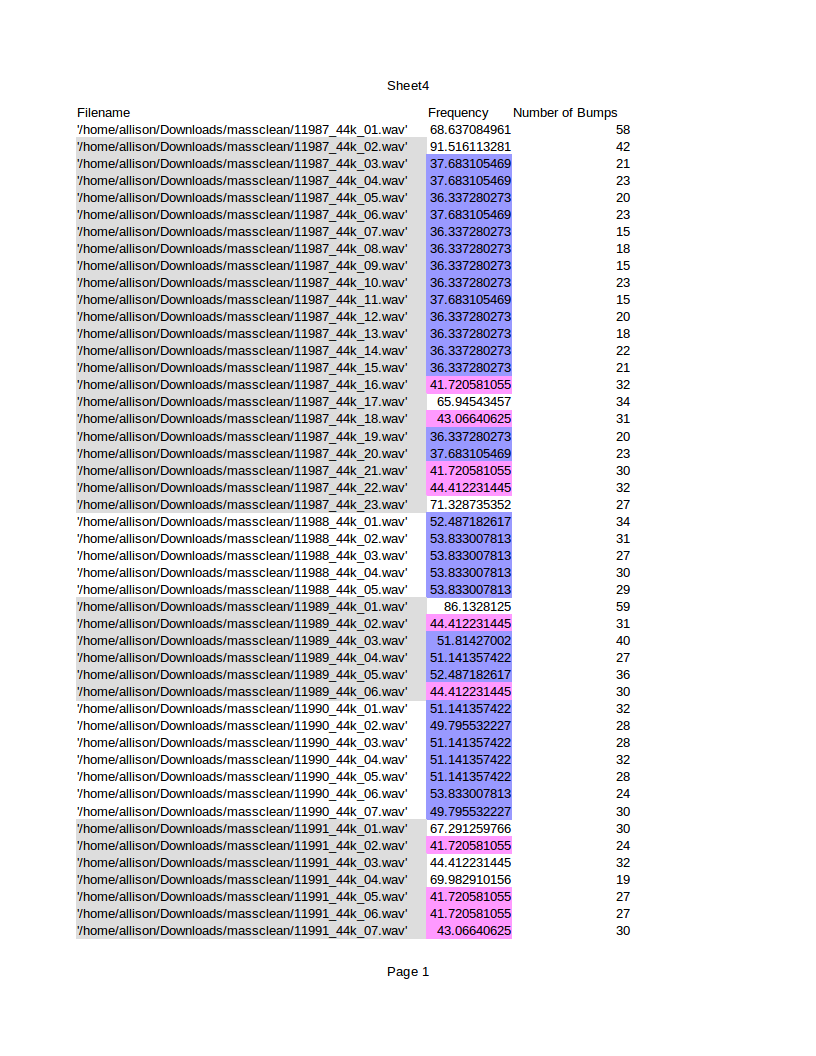 Sheet4
Filename Frequency Number of Bumps
'/home/allison/Downloads/massclean/11987_44k_01.wav' 68.637084961 58
'/home/allison/Downloads/massclean/11987_44k_02.wav' 91.516113281 42
'/home/allison/Downloads/massclean/11987_44k_03.wav' 37.683105469 21
'/home/allison/Downloads/massclean/11987_44k_04.wav' 37.683105469 23
'/home/allison/Downloads/massclean/11987_44k_05.wav' 36.337280273 20
'/home/allison/Downloads/massclean/11987_44k_06.wav' 37.683105469 23
'/home/allison/Downloads/massclean/11987_44k_07.wav' 36.337280273 15
'/home/allison/Downloads/massclean/11987_44k_08.wav' 36.337280273 18
'/home/allison/Downloads/massclean/11987_44k_09.wav' 36.337280273 15
'/home/allison/Downloads/massclean/11987_44k_10.wav' 36.337280273 23
'/home/allison/Downloads/massclean/11987_44k_11.wav' 37.683105469 15
'/home/allison/Downloads/massclean/11987_44k_12.wav' 36.337280273 20
'/home/allison/Downloads/massclean/11987_44k_13.wav' 36.337280273 18
'/home/allison/Downloads/massclean/11987_44k_14.wav' 36.337280273 22
'/home/allison/Downloads/massclean/11987_44k_15.wav' 36.337280273 21
'/home/allison/Downloads/massclean/11987_44k_16.wav' 41.720581055 32
'/home/allison/Downloads/massclean/11987_44k_17.wav' 65.94543457 34
'/home/allison/Downloads/massclean/11987_44k_18.wav' 43.06640625 31
'/home/allison/Downloads/massclean/11987_44k_19.wav' 36.337280273 20
'/home/allison/Downloads/massclean/11987_44k_20.wav' 37.683105469 23
'/home/allison/Downloads/massclean/11987_44k_21.wav' 41.720581055 30
'/home/allison/Downloads/massclean/11987_44k_22.wav' 44.412231445 32
'/home/allison/Downloads/massclean/11987_44k_23.wav' 71.328735352 27
'/home/allison/Downloads/massclean/11988_44k_01.wav' 52.487182617 34
'/home/allison/Downloads/massclean/11988_44k_02.wav' 53.833007813 31
'/home/allison/Downloads/massclean/11988_44k_03.wav' 53.833007813 27
'/home/allison/Downloads/massclean/11988_44k_04.wav' 53.833007813 30
'/home/allison/Downloads/massclean/11988_44k_05.wav' 53.833007813 29
'/home/allison/Downloads/massclean/11989_44k_01.wav' 86.1328125 59
'/home/allison/Downloads/massclean/11989_44k_02.wav' 44.412231445 31
'/home/allison/Downloads/massclean/11989_44k_03.wav' 51.81427002 40
'/home/allison/Downloads/massclean/11989_44k_04.wav' 51.141357422 27
'/home/allison/Downloads/massclean/11989_44k_05.wav' 52.487182617 36
'/home/allison/Downloads/massclean/11989_44k_06.wav' 44.412231445 30
'/home/allison/Downloads/massclean/11990_44k_01.wav' 51.141357422 32
'/home/allison/Downloads/massclean/11990_44k_02.wav' 49.795532227 28
'/home/allison/Downloads/massclean/11990_44k_03.wav' 51.141357422 28
'/home/allison/Downloads/massclean/11990_44k_04.wav' 51.141357422 32
'/home/allison/Downloads/massclean/11990_44k_05.wav' 51.141357422 28
'/home/allison/Downloads/massclean/11990_44k_06.wav' 53.833007813 24
'/home/allison/Downloads/massclean/11990_44k_07.wav' 49.795532227 30
'/home/allison/Downloads/massclean/11991_44k_01.wav' 67.291259766 30
'/home/allison/Downloads/massclean/11991_44k_02.wav' 41.720581055 24
'/home/allison/Downloads/massclean/11991_44k_03.wav' 44.412231445 32
'/home/allison/Downloads/massclean/11991_44k_04.wav' 69.982910156 19
'/home/allison/Downloads/massclean/11991_44k_05.wav' 41.720581055 27
'/home/allison/Downloads/massclean/11991_44k_06.wav' 41.720581055 27
'/home/allison/Downloads/massclean/11991_44k_07.wav' 43.06640625 30
Page 1